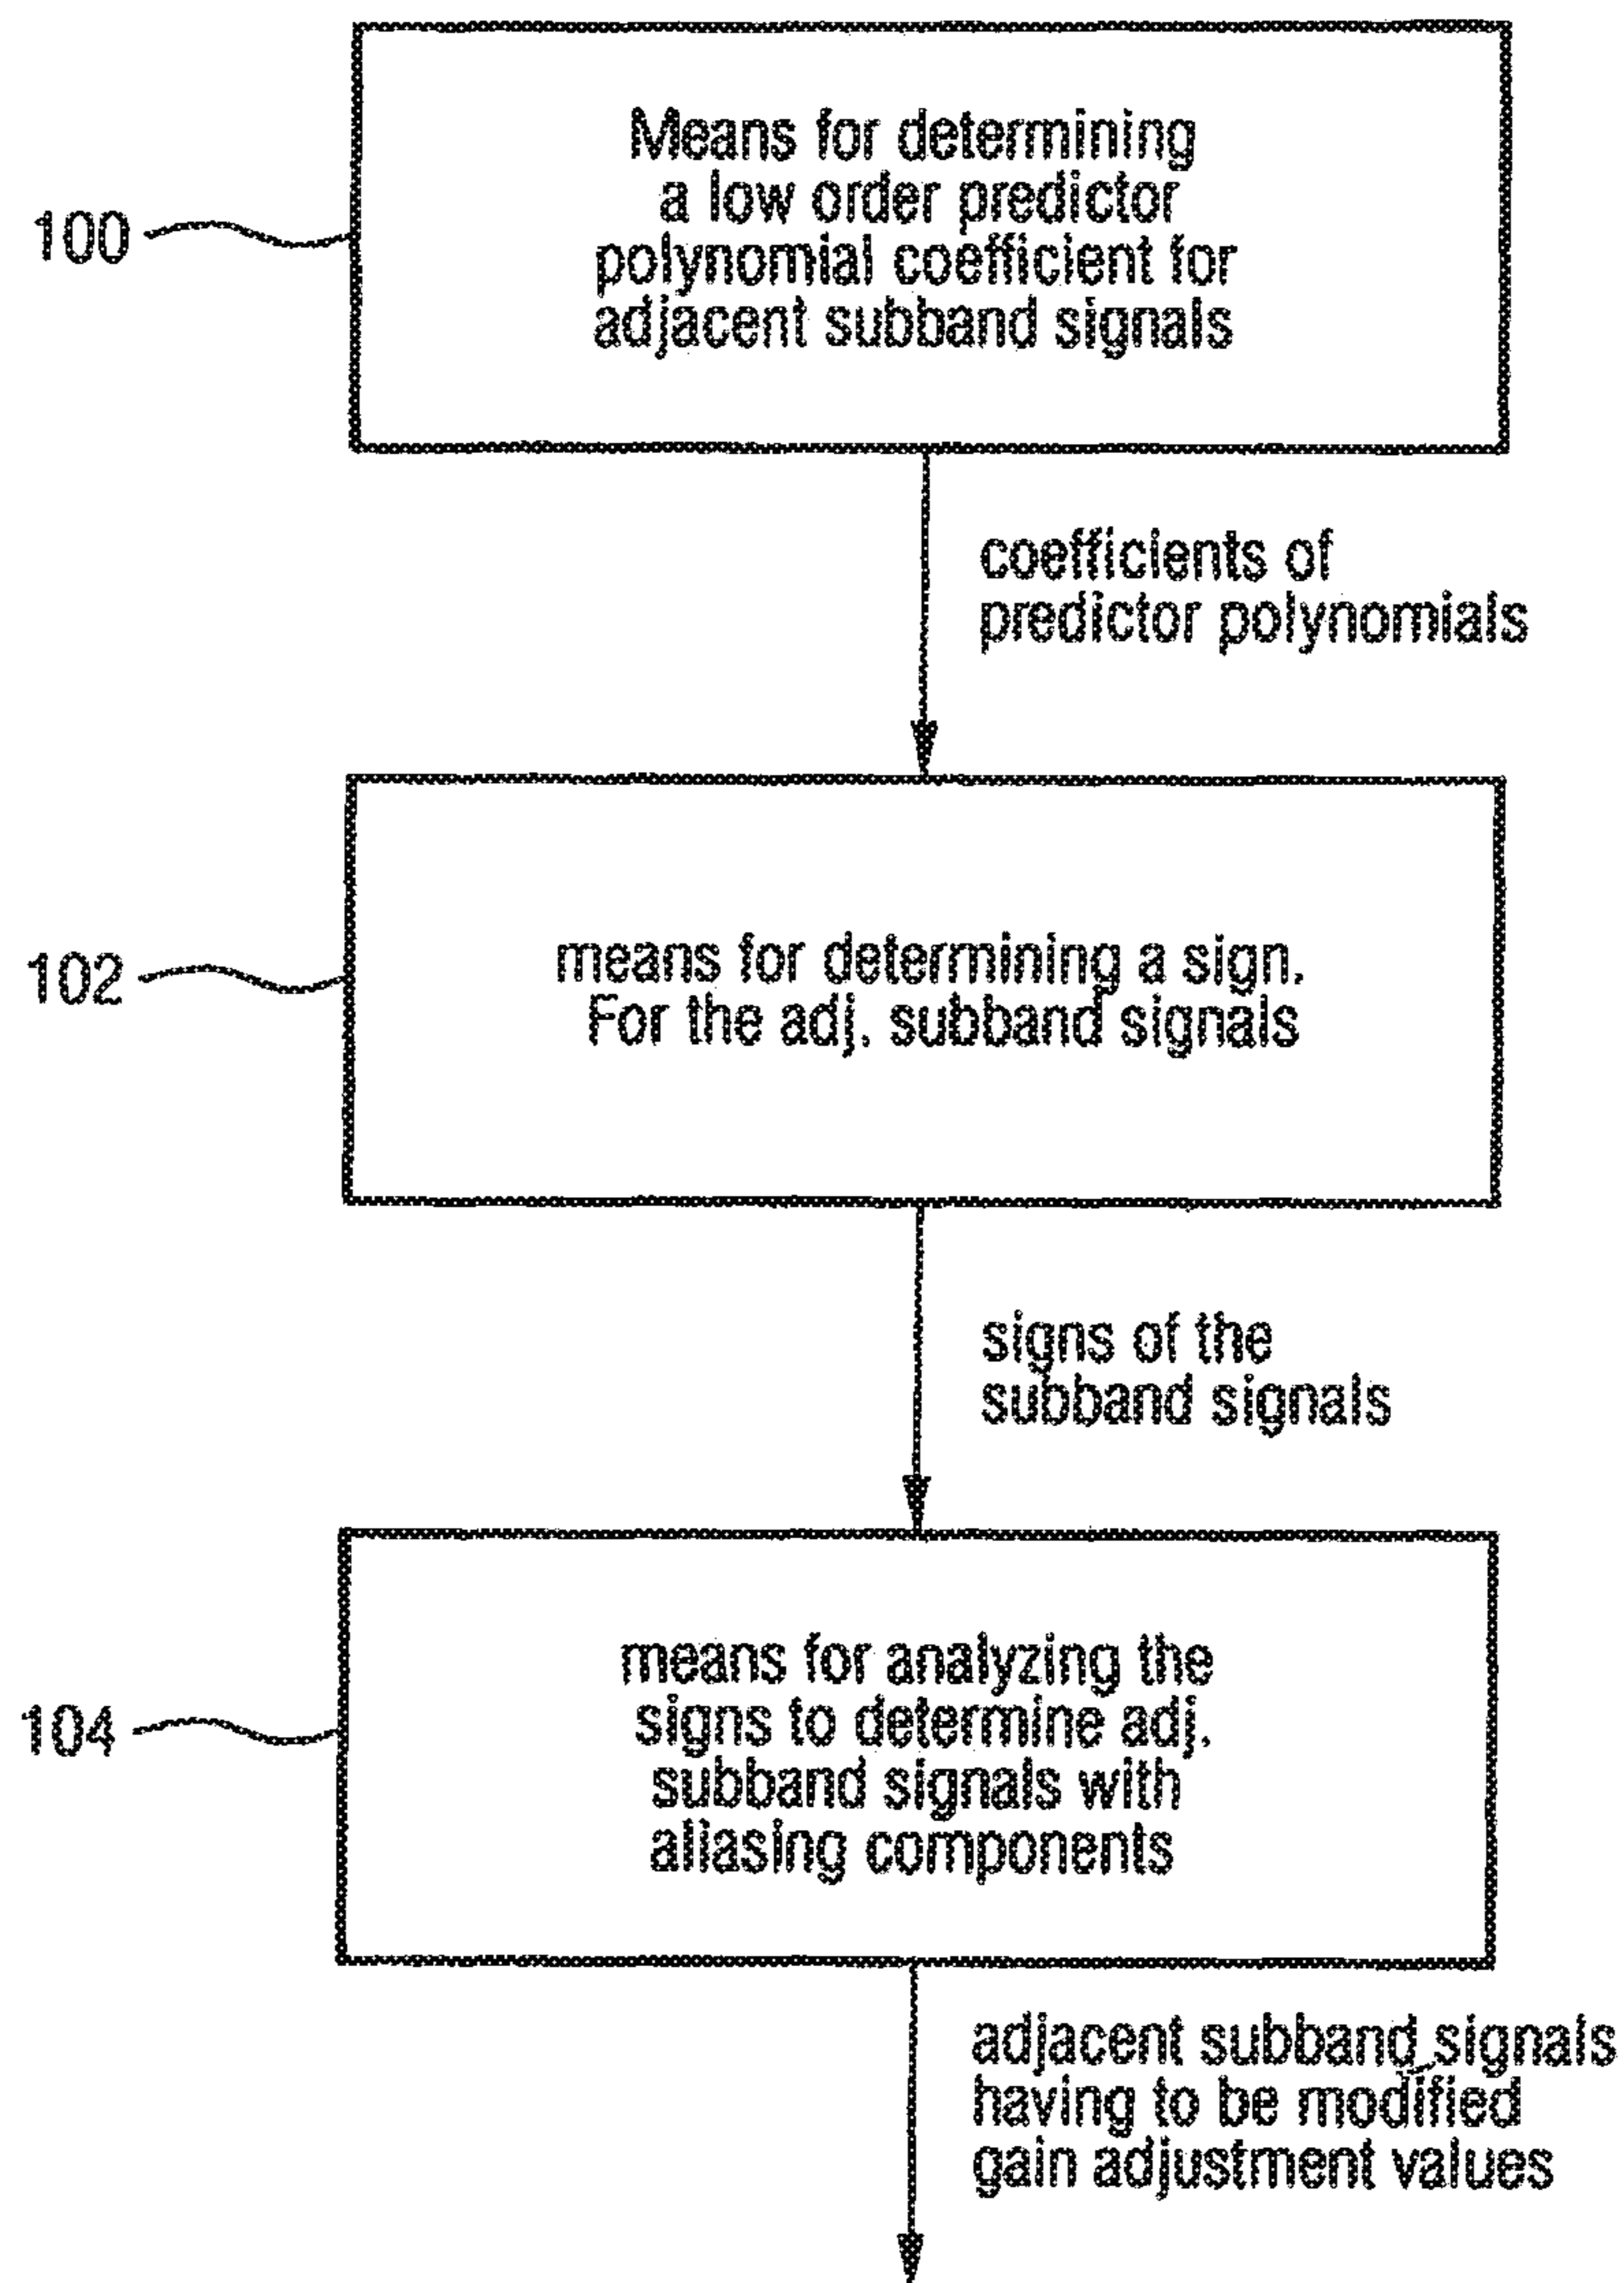 Means for determining
a low order predictor
polynomial coefficient for
adjacent subband signals
100
coefficients of
predictor polynomials
means for determining a sign.
For the adj. subband signals
102
signs of the
subband signals
means for analyzing the
signs to determine adj.
subband signals with
aliasing components
104
adjacent subband signals
having to be modified
gain adjustment values